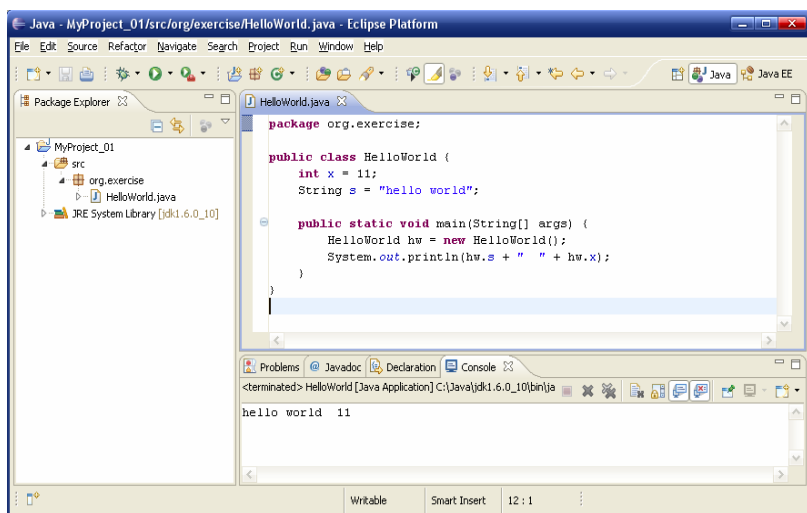 Java - MyProject_01/src/org/exercise/HelloWorld.java - Eclipse Platform
File Edit Source Refactor Navigate Search Project Run Window Help
Java Java EE
Package Explorer
MyProject_01
src
org.exercise
HelloWorld.java
JRE System Library [jdk1.6.0_10]
HelloWorld.java
package org.exercise;
public class HelloWorld {
int x = 11;
String s = "hello world";
public static void main(String[] args) {
HelloWorld hw = new HelloWorld();
System.out.println(hw.s + "  " + hw.x);
}
}
Problems @ Javadoc Declaration Console
<terminated> HelloWorld [Java Application] C:\Java\jdk1.6.0_10\bin\ja
hello world  11
Writable Smart Insert 12 : 1